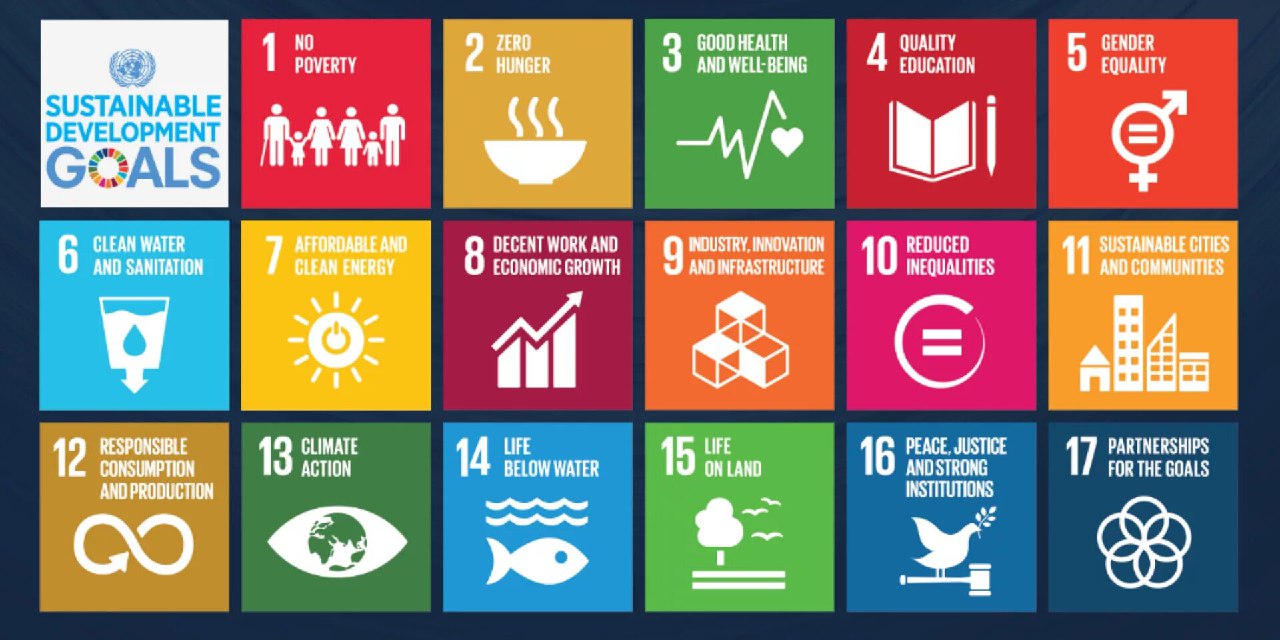 SUSTAINABLE
DEVELOPMENT
GOALS
1 NO
POVERTY
2 ZERO
HUNGER
3 GOOD HEALTH
AND WELL-BEING
4 QUALITY
EDUCATION
5 GENDER
EQUALITY
6 CLEAN WATER
AND SANITATION
7 AFFORDABLE AND
CLEAN ENERGY
8 DECENT WORK AND
ECONOMIC GROWTH
9 INDUSTRY, INNOVATION
AND INFRASTRUCTURE
10 REDUCED
INEQUALITIES
11 SUSTAINABLE CITIES
AND COMMUNITIES
12 RESPONSIBLE
CONSUMPTION
AND PRODUCTION
13 CLIMATE
ACTION
14 LIFE
BELOW WATER
15 LIFE
ON LAND
16 PEACE, JUSTICE
AND STRONG
INSTITUTIONS
17 PARTNERSHIPS
FOR THE GOALS